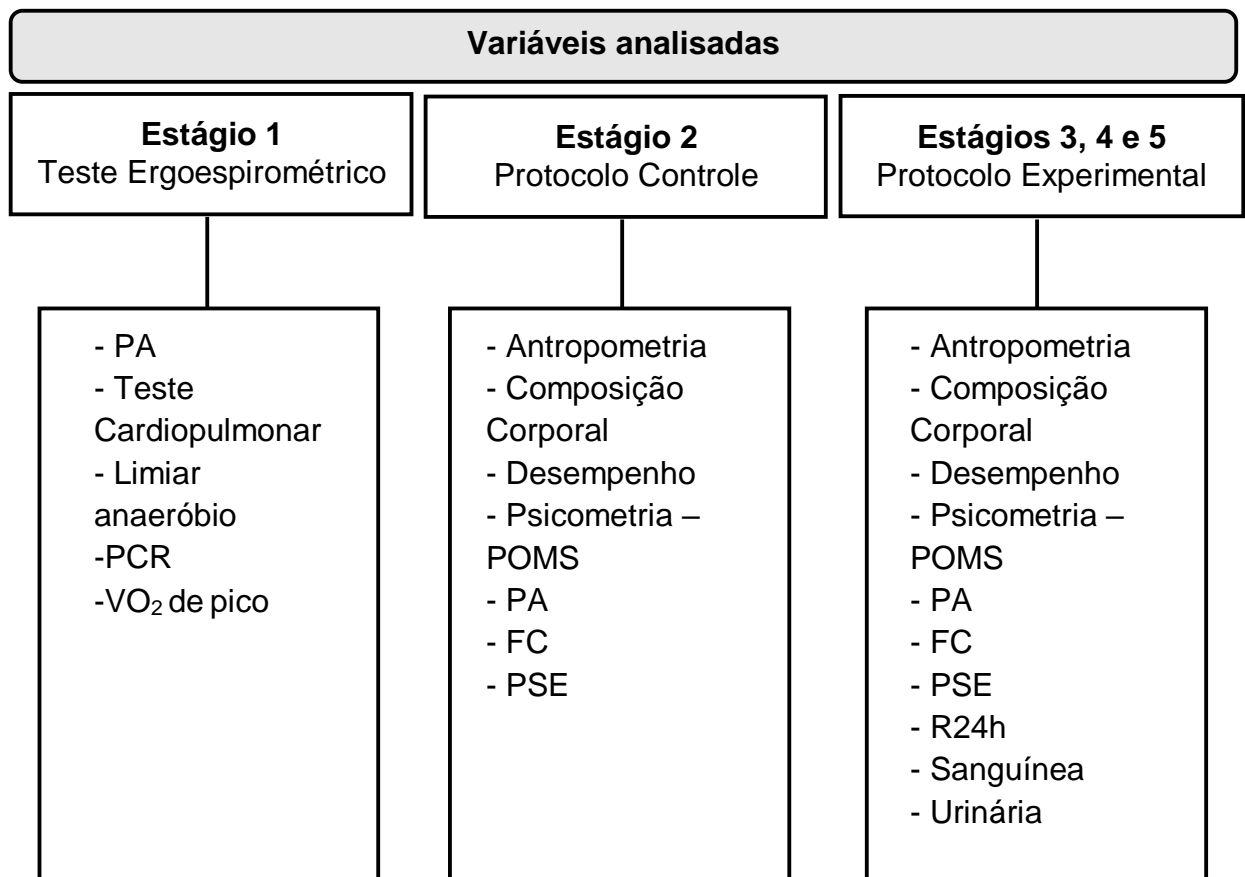 Variáveis analisadas
Estágio 1
Teste Ergoespirométrico
Estágio 2
Protocolo Controle
Estágios 3, 4 e 5
Protocolo Experimental
- PA
- Teste
Cardiopulmonar
- Limiar
anaeróbio
-PCR
-VO₂ de pico
- Antropometria
- Composição
Corporal
- Desempenho
- Psicometria –
POMS
- PA
- FC
- PSE
- Antropometria
- Composição
Corporal
- Desempenho
- Psicometria –
POMS
- PA
- FC
- PSE
- R24h
- Sanguínea
- Urinária